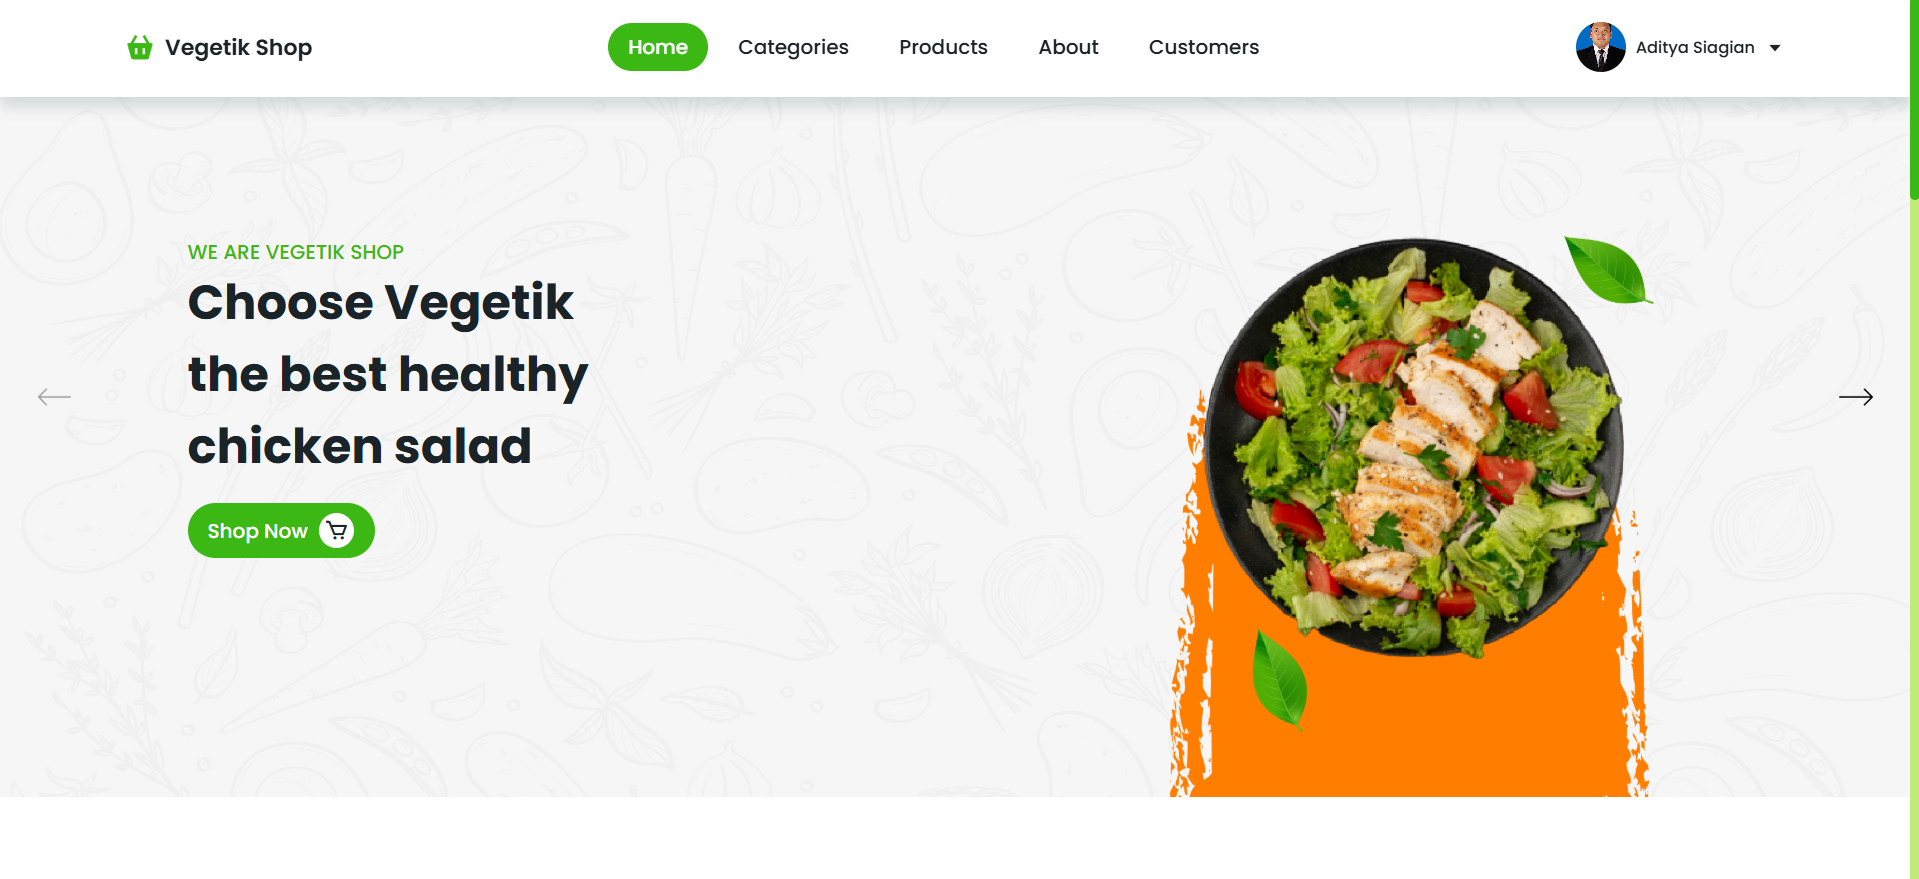 Vegetik Shop
Home
Categories
Products
About
Customers
Aditya Siagian
WE ARE VEGETIK SHOP
Choose Vegetik
the best healthy
chicken salad
Shop Now